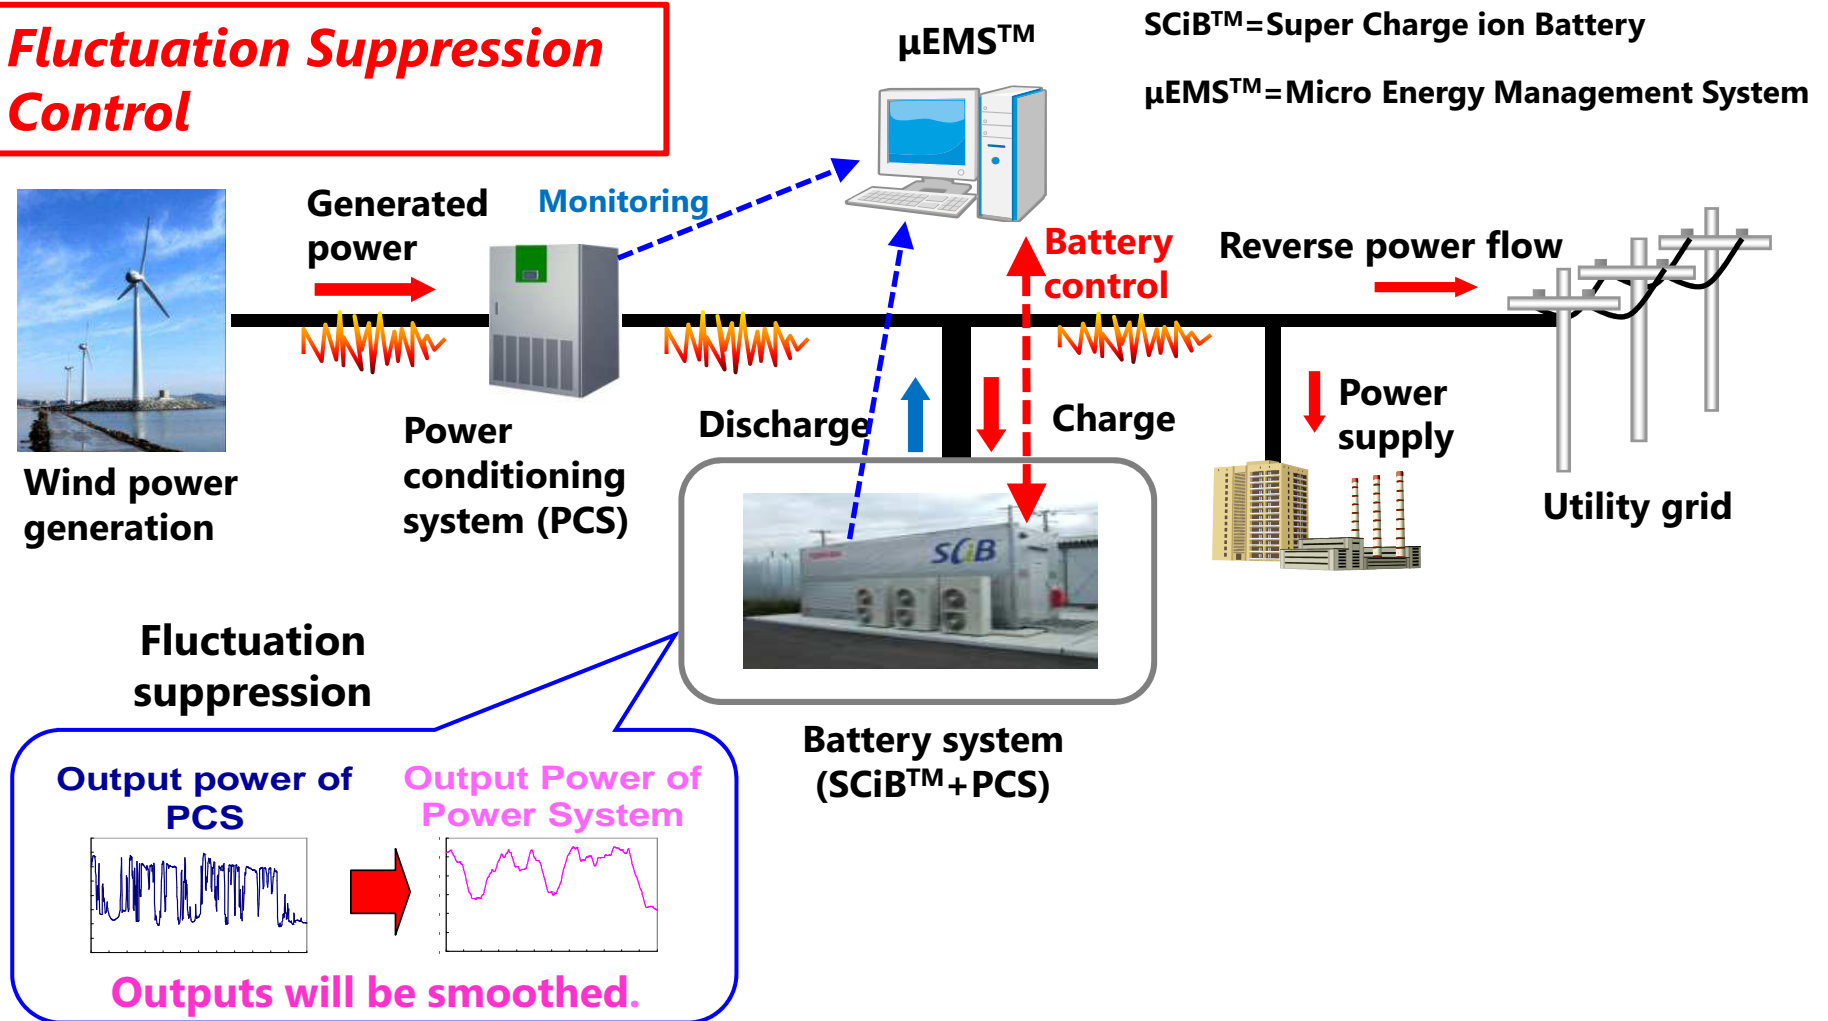 Fluctuation Suppression
Control
μEMS™
SCiB™=Super Charge ion Battery
μEMS™=Micro Energy Management System
Generated
power
Monitoring
Battery
control
Reverse power flow
Wind power
generation
Power
conditioning
system (PCS)
Discharge
Charge
Power
supply
Utility grid
TOSHIBA
SCiB
Battery system
(SCiB™+PCS)
Fluctuation
suppression
Output power of
PCS
Output Power of
Power System
Outputs will be smoothed.